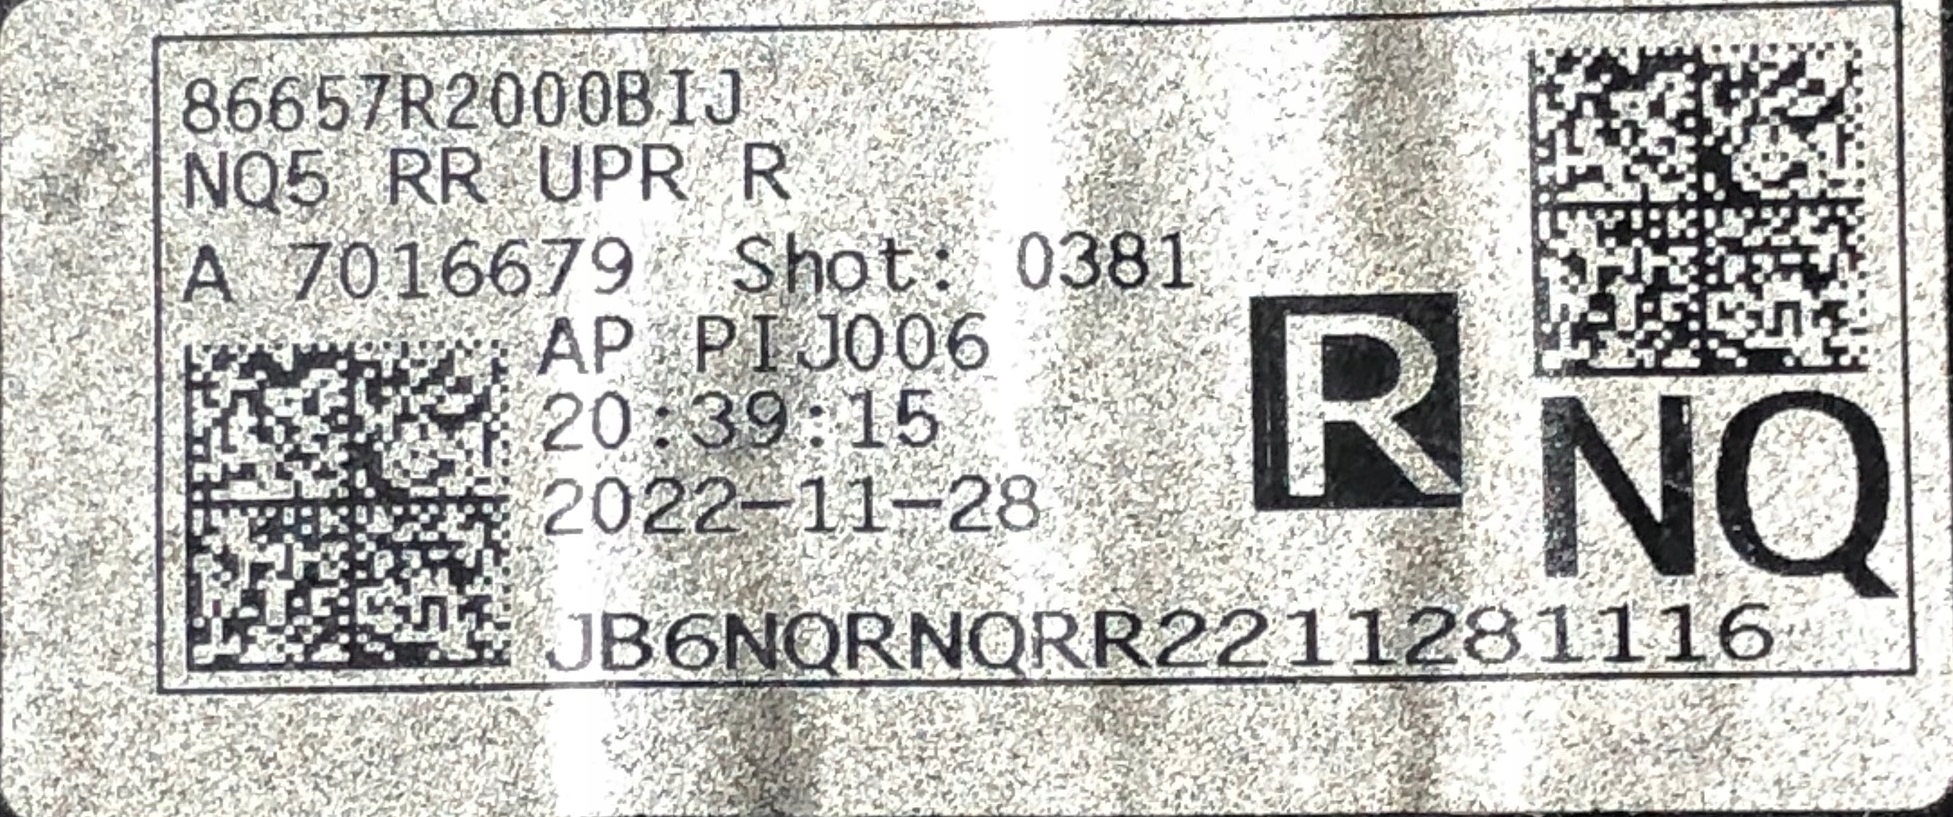 86657R2000BIJ
NQ5 RR UPR R
A 7016679 Shot: 0381
AP PIJ006
20:39:15
2022-11-28
R
NQ
JB6NQRNQRR2211281116